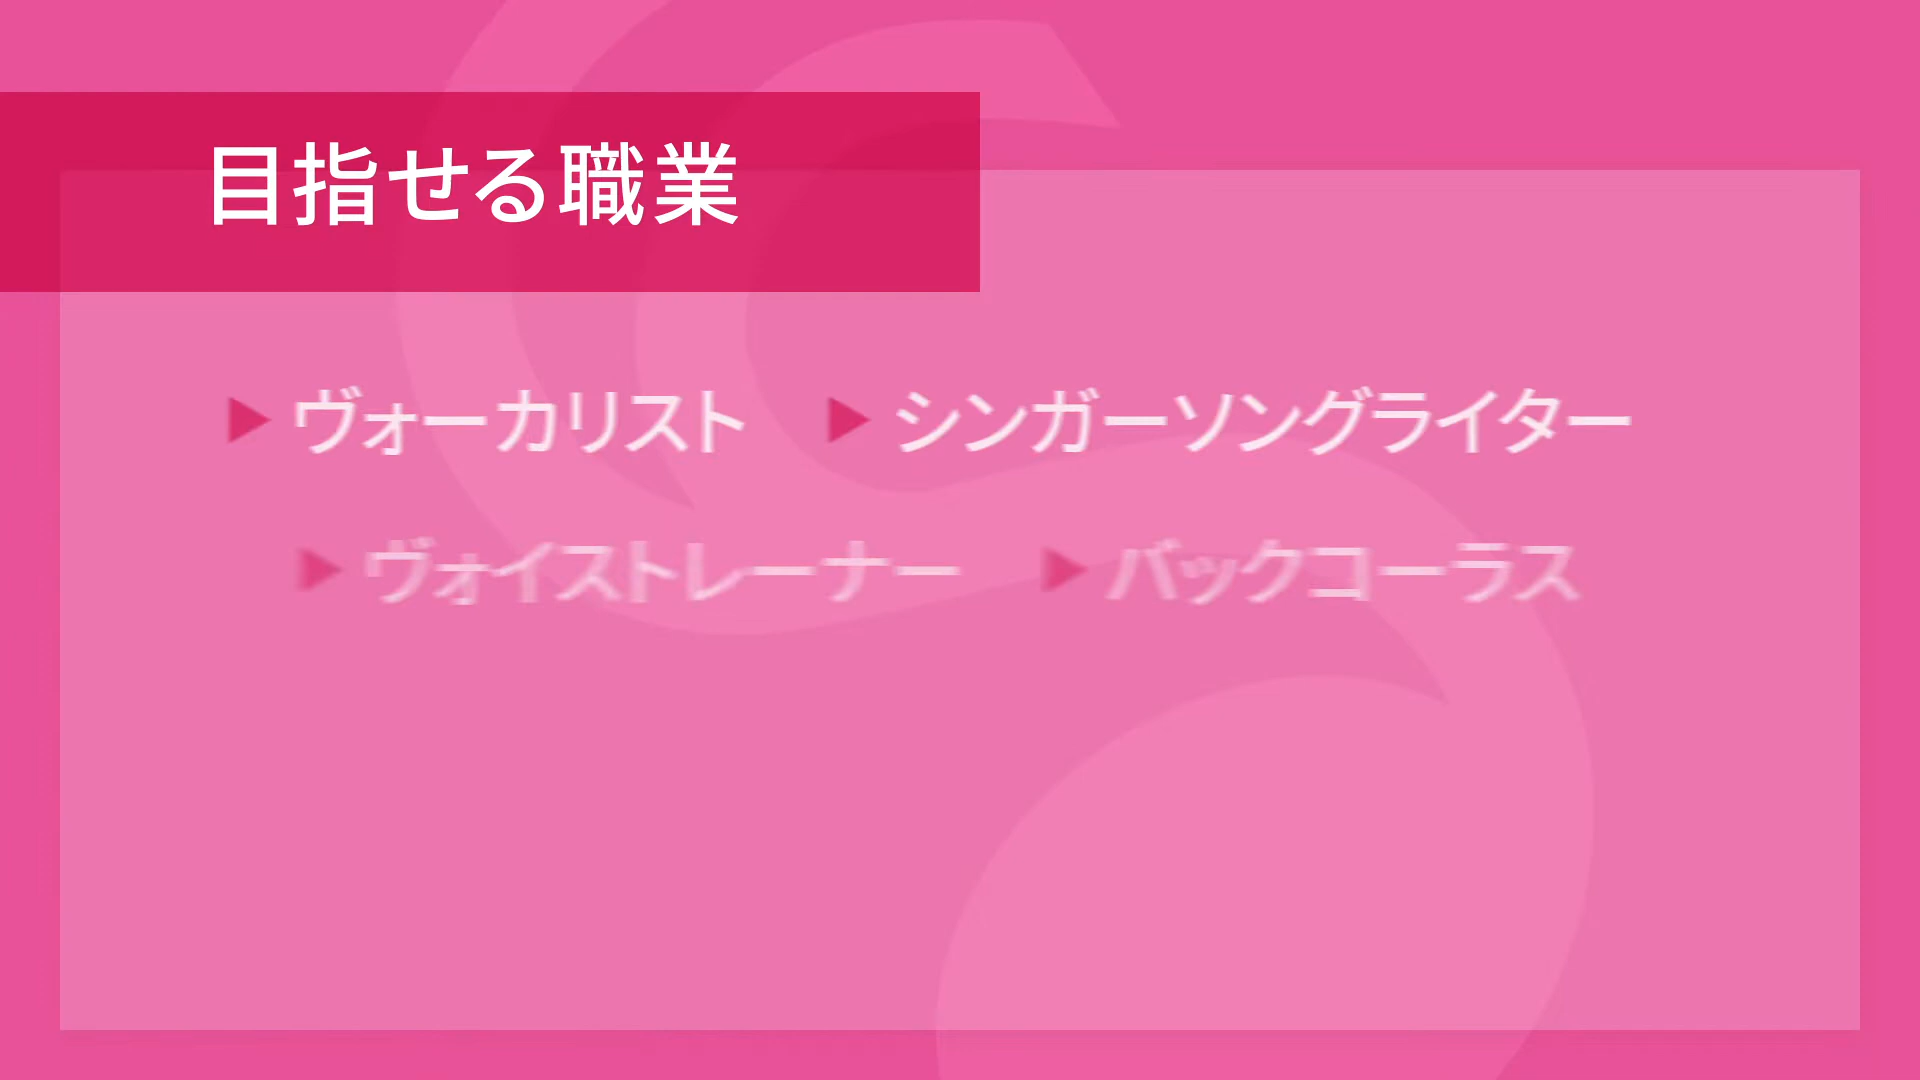 目指せる職業
▶ ヴォーカリスト ▶ シンガーソングライター
▶ ヴォイストレーナー ▶ バックコーラス